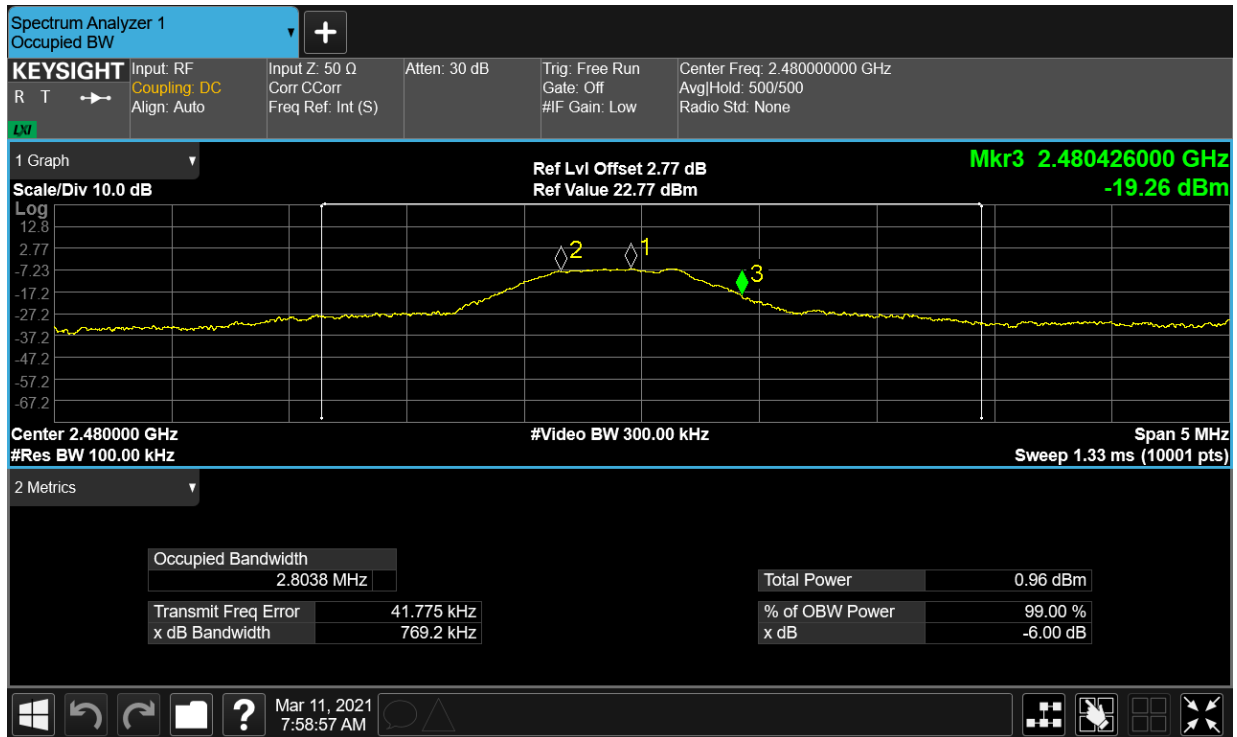 Spectrum Analyzer 1
Occupied BW
+
KEYSIGHT
R T
LXI
Input: RF
Coupling: DC
Align: Auto
Input Z: 50 Ω
Corr CCorr
Freq Ref: Int (S)
Atten: 30 dB
Trig: Free Run
Gate: Off
#IF Gain: Low
Center Freq: 2.480000000 GHz
Avg|Hold: 500/500
Radio Std: None
1 Graph
Scale/Div 10.0 dB
Ref Lvl Offset 2.77 dB
Ref Value 22.77 dBm
Mkr3 2.480426000 GHz
-19.26 dBm
Log
12.8
2.77
-7.23
-17.2
-27.2
-37.2
-47.2
-57.2
-67.2
2
1
3
Center 2.480000 GHz
#Res BW 100.00 kHz
#Video BW 300.00 kHz
Span 5 MHz
Sweep 1.33 ms (10001 pts)
2 Metrics
Occupied Bandwidth
2.8038 MHz
Transmit Freq Error 41.775 kHz
x dB Bandwidth 769.2 kHz
Total Power 0.96 dBm
% of OBW Power 99.00 %
x dB -6.00 dB
?
Mar 11, 2021
7:58:57 AM